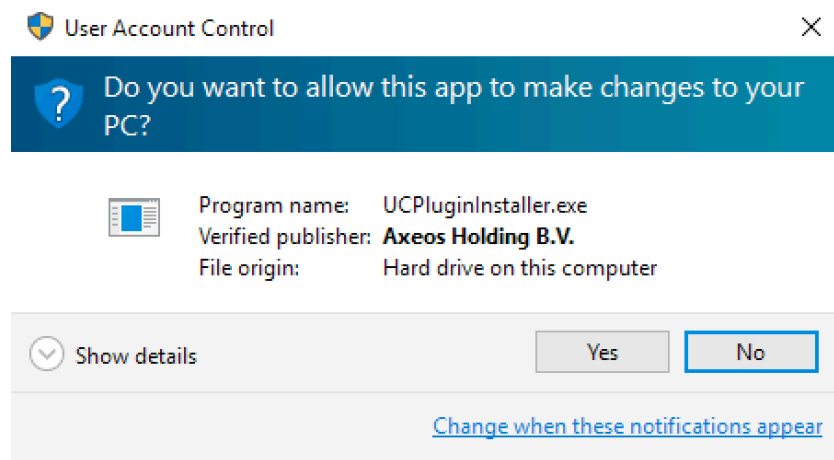 User Account Control
Do you want to allow this app to make changes to your
PC?
Program name: UCPluginInstaller.exe
Verified publisher: Axeos Holding B.V.
File origin: Hard drive on this computer
Show details
Yes
No
Change when these notifications appear